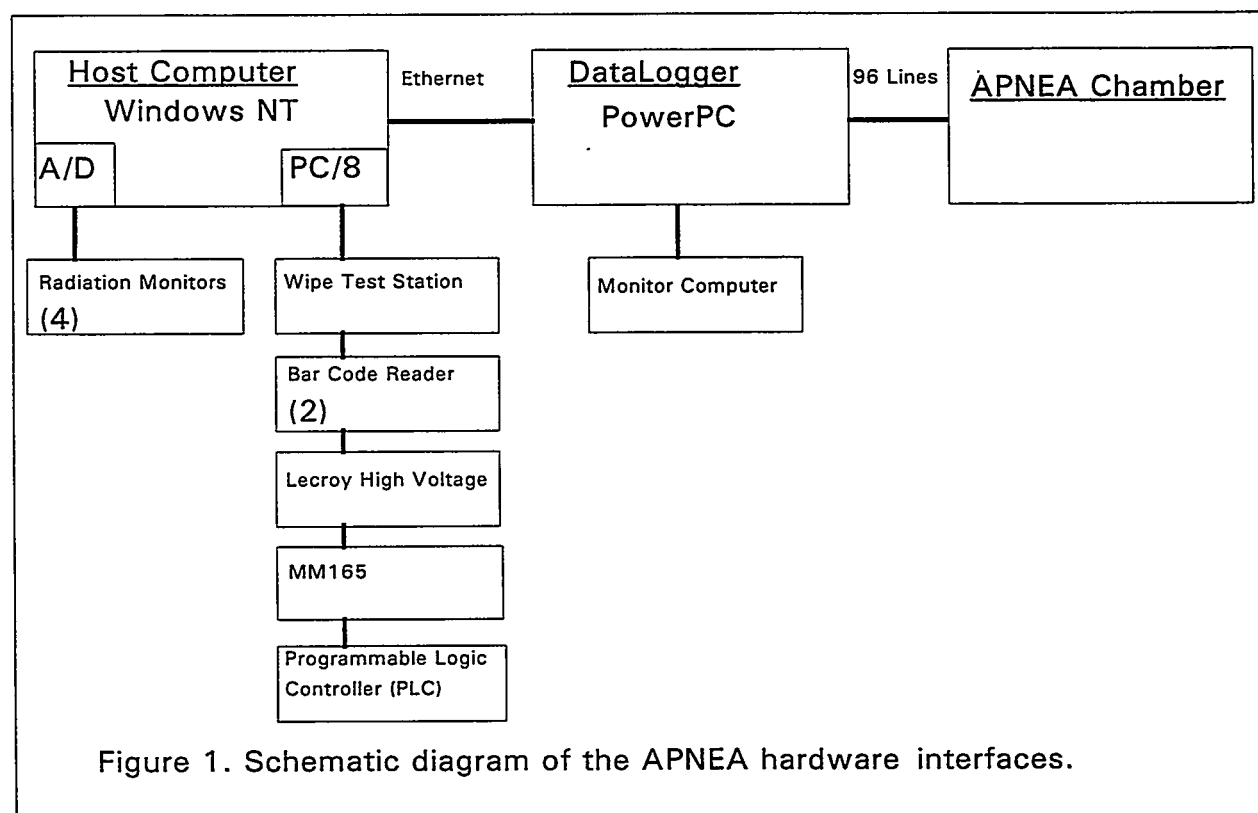 Host Computer
Windows NT
A/D
PC/8
Ethernet
DataLogger
PowerPC
96 Lines
APNEA Chamber
Radiation Monitors
(4)
Wipe Test Station
Monitor Computer
Bar Code Reader
(2)
Lecroy High Voltage
MM165
Programmable Logic
Controller (PLC)
Figure 1. Schematic diagram of the APNEA hardware interfaces.